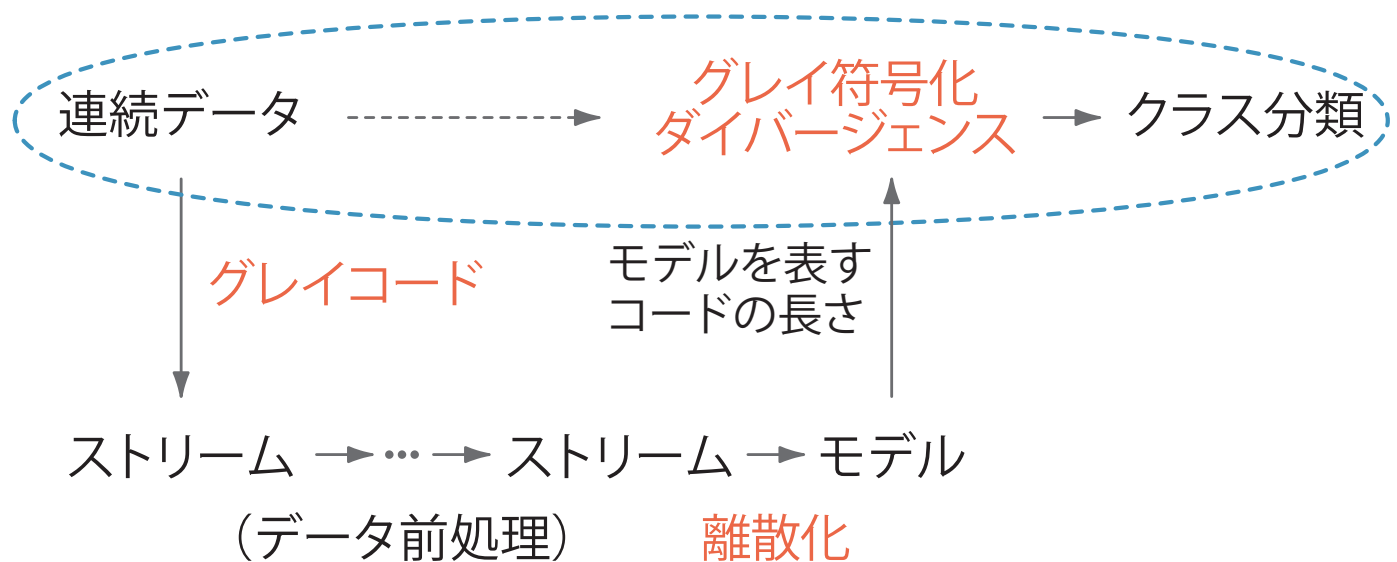 連続データ
グレイ符号化
ダイバージェンス
クラス分類
グレイコード
モデルを表す
コードの長さ
ストリーム
•••
ストリーム
モデル
（データ前処理）
離散化